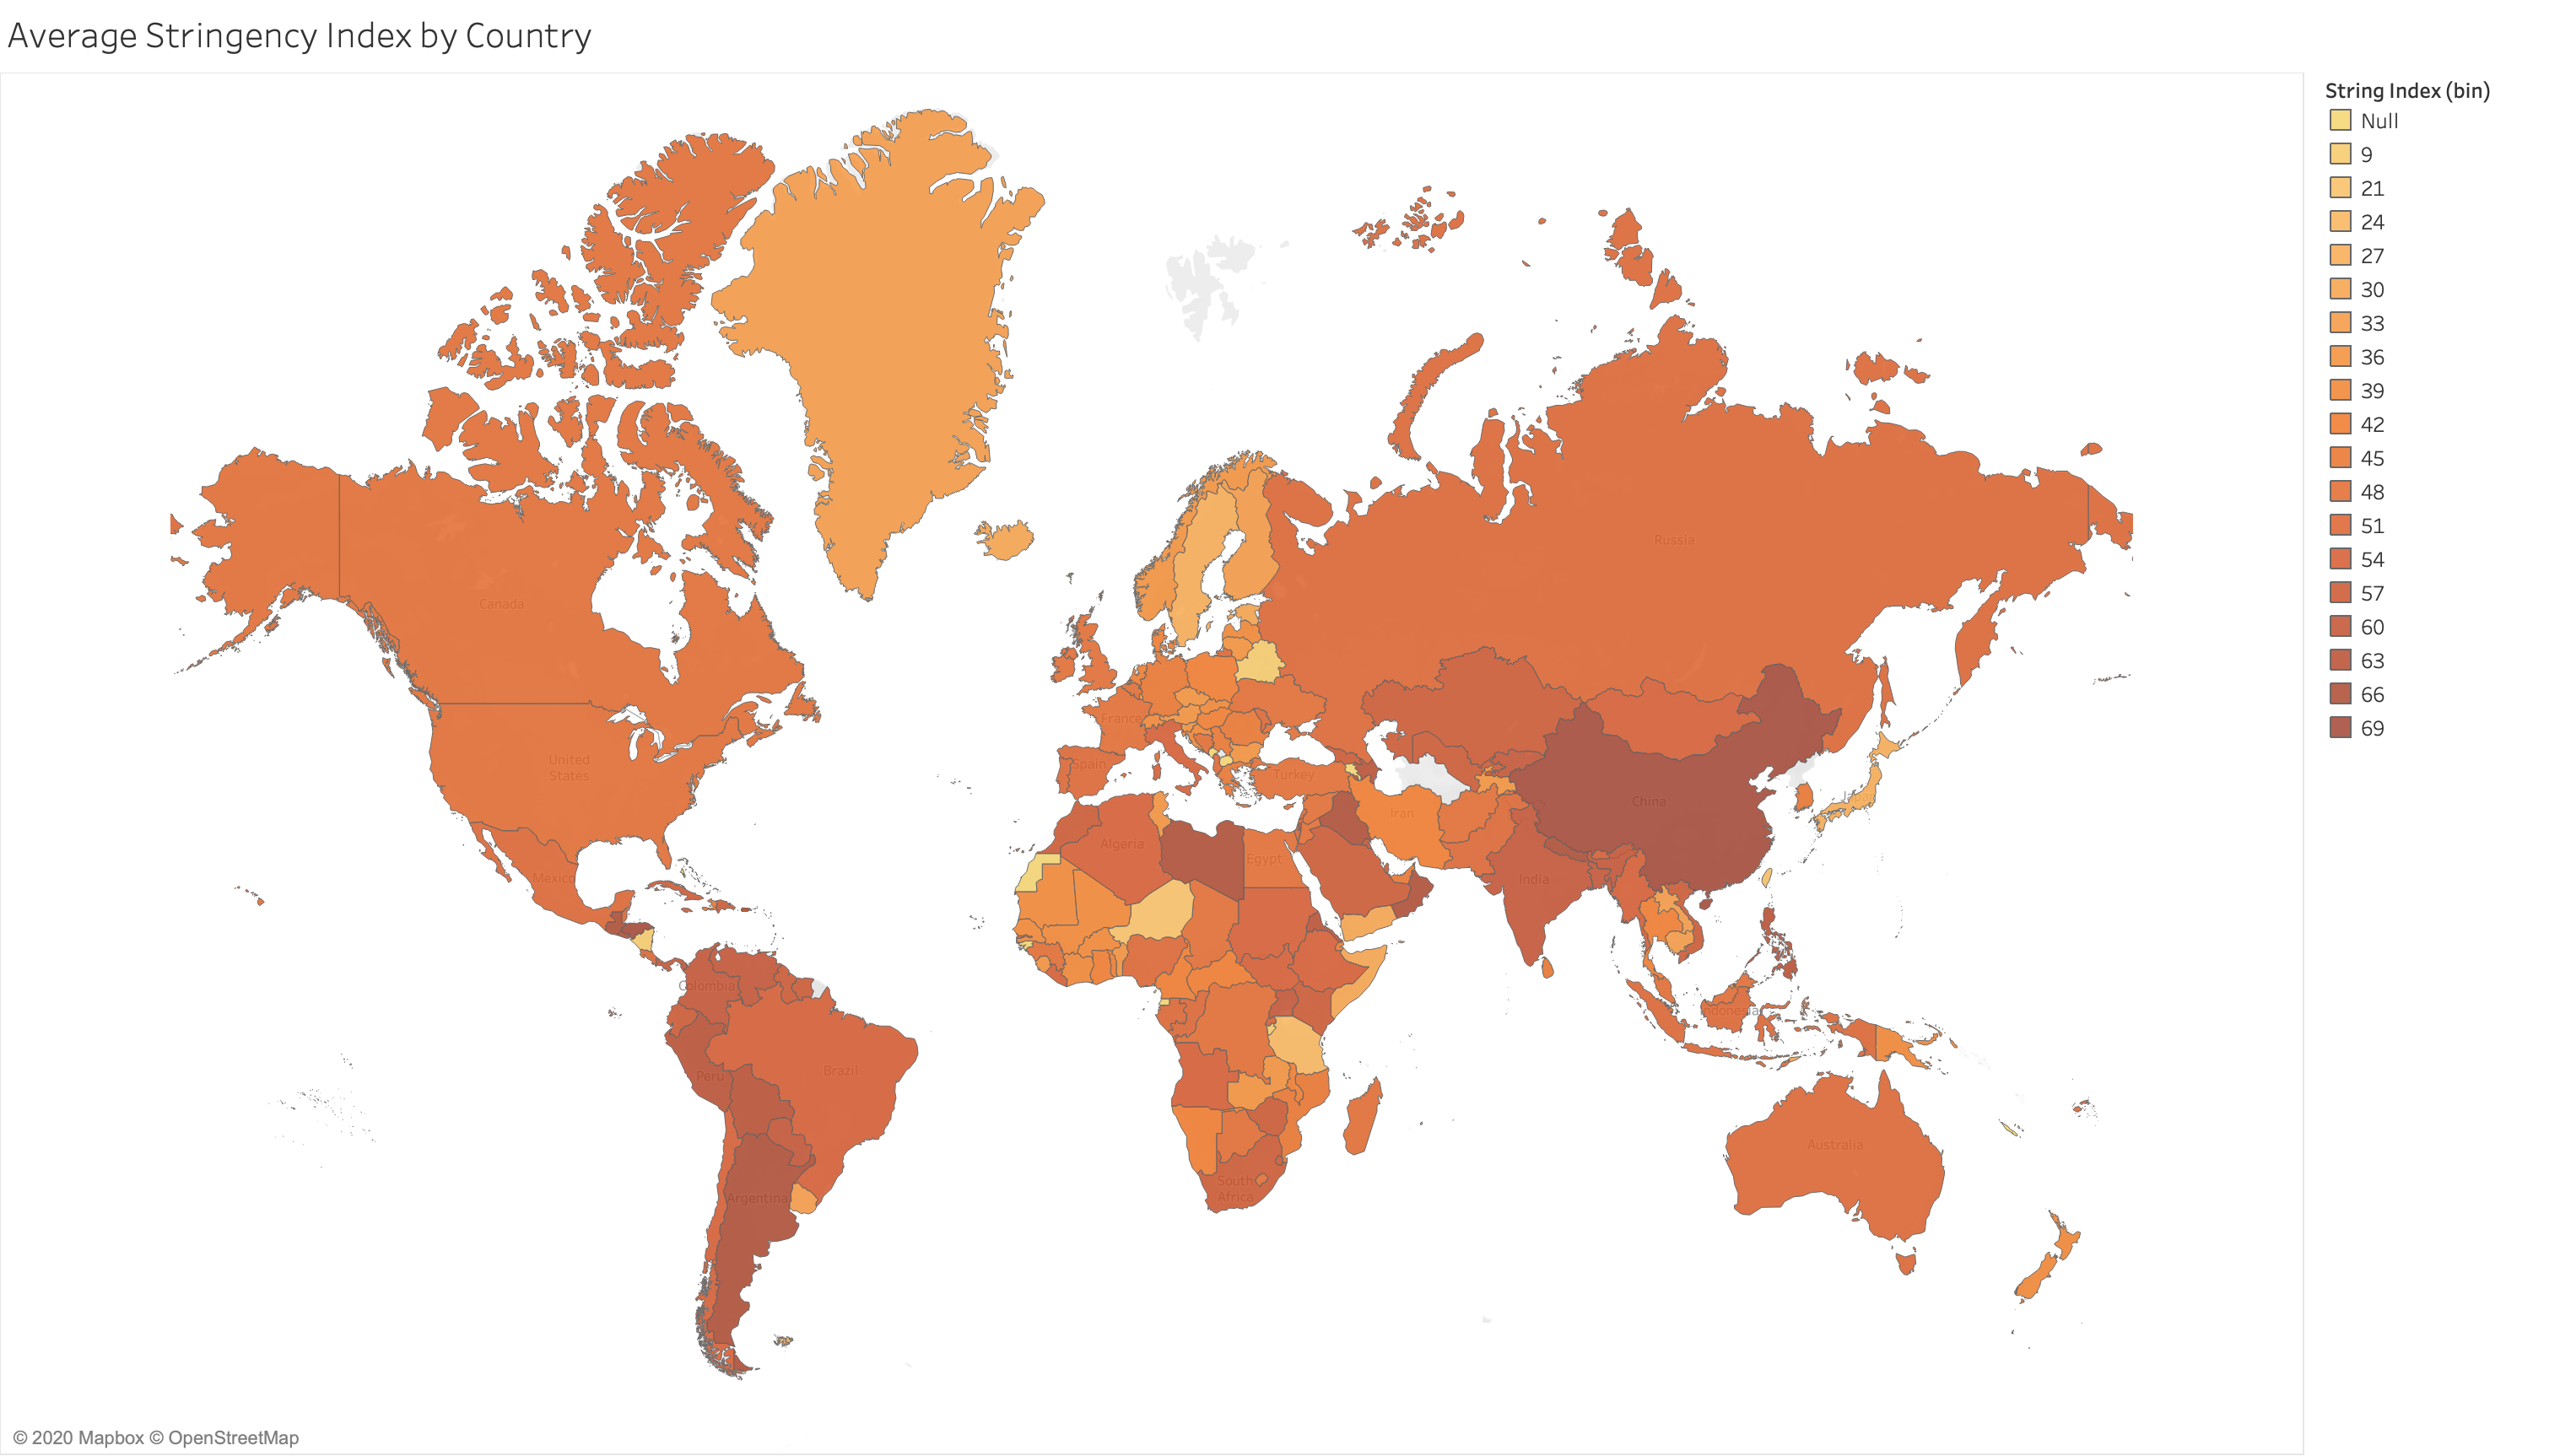 Average Stringency Index by Country
String Index (bin)
Null
9
21
24
27
30
33
36
39
42
45
48
51
54
57
60
63
66
69
Russia
Canada
France
United
States
Spain
Turkey
China
Iran
Algeria
Egypt
Mexico
India
Colombia
Indonesia
Peru
Brazil
Australia
South
Africa
Argentina
© 2020 Mapbox © OpenStreetMap